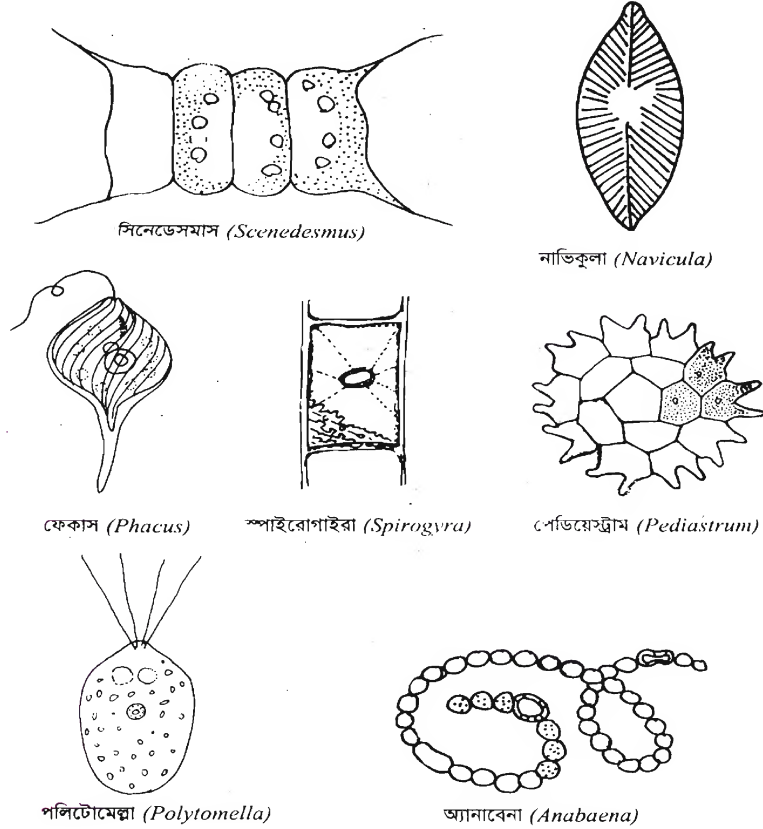 সিনেডেসমাস (Scenedesmus)
নাভিকুলা (Navicula)
ফেকাস (Phacus)
স্পাইরোগাইরা (Spirogyra)
পেডিয়েস্ট্রাম (Pediastrum)
পলিটোমেল্লা (Polytomella)
অ্যানাবেনা (Anabaena)